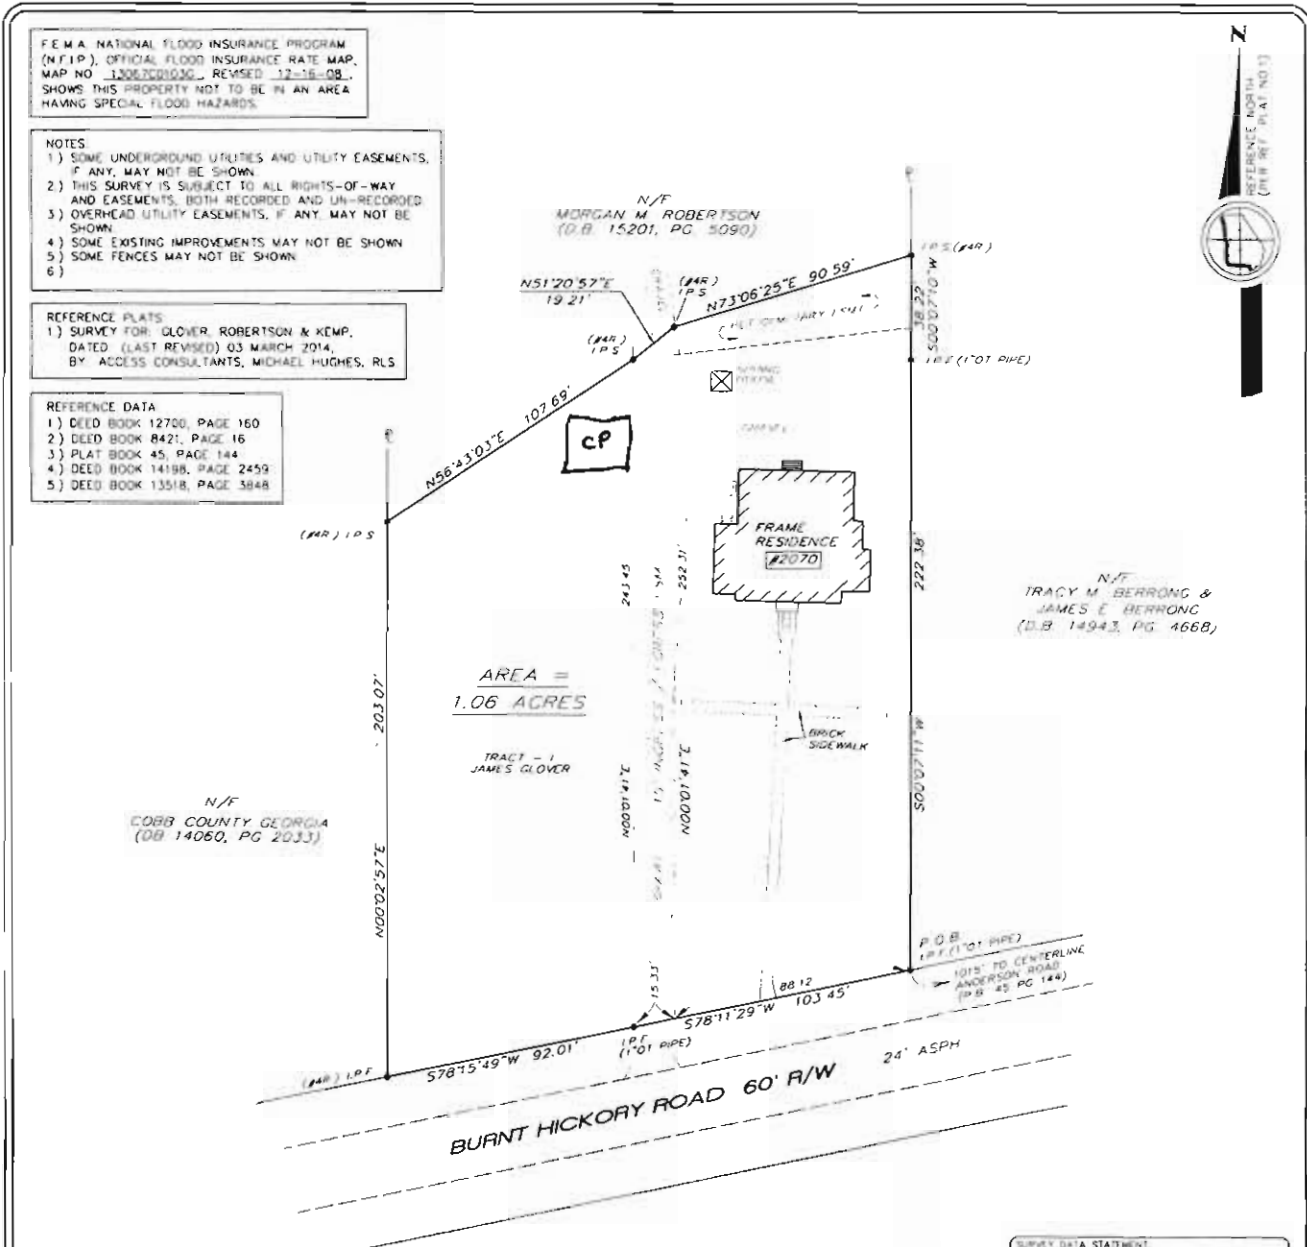 F.E.M.A. NATIONAL FLOOD INSURANCE PROGRAM
(N.F.I.P.), OFFICIAL FLOOD INSURANCE RATE MAP,
MAP NO 13067C0103G, REVISED 12-16-08,
SHOWS THIS PROPERTY NOT TO BE IN AN AREA
HAVING SPECIAL FLOOD HAZARDS.
NOTES
1.) SOME UNDERGROUND UTILITIES AND UTILITY EASEMENTS,
IF ANY, MAY NOT BE SHOWN
2.) THIS SURVEY IS SUBJECT TO ALL RIGHTS-OF-WAY
AND EASEMENTS, BOTH RECORDED AND UN-RECORDED
3.) OVERHEAD UTILITY EASEMENTS, IF ANY, MAY NOT BE
SHOWN
4.) SOME EXISTING IMPROVEMENTS MAY NOT BE SHOWN
5.) SOME FENCES MAY NOT BE SHOWN
6.)
REFERENCE PLATS
1.) SURVEY FOR: GLOVER, ROBERTSON & KEMP,
DATED (LAST REVISED) 03 MARCH 2014,
BY ACCESS CONSULTANTS, MICHAEL HUGHES, RLS
REFERENCE DATA
1.) DEED BOOK 12700, PAGE 160
2.) DEED BOOK 8421, PAGE 16
3.) PLAT BOOK 45, PAGE 144
4.) DEED BOOK 14198, PAGE 2459
5.) DEED BOOK 13518, PAGE 3848
N
REFERENCE NORTH
(PER REF. PLAT NO.1)
N/F
MORGAN M. ROBERTSON
(D.B. 15201, PG. 5090)
N51°20'57"E
19.21'
(#4R)
I.P.S
N73°06'25"E 90.59'
I.P.S.(#4R)
38.22'
S00°07'10"W
I.P.F.(1"OT PIPE)
(#4R)
I.P.S
N56°43'03"E 107.69'
CP
(#4R) I.P.S
FRAME
RESIDENCE
#2070
243.45
252.31'
222.38'
N/F
TRACY M. BERRONG &
JAMES E. BERRONG
(D.B. 14943, PG. 4668)
AREA =
1.06 ACRES
203.07'
BRICK
SIDEWALK
TRACT - 1
JAMES GLOVER
N00°01'41"E
N00°01'41"E
S00°07'11"W
N/F
COBB COUNTY GEORGIA
(DB 14060, PG 2033)
N00°02'57"E
P.O.B.
I.P.F.(1"OT PIPE)
1015' TO CENTERLINE
ANDERSON ROAD
(P.B. 45 PG 144)
15.33'
88.12
S78°11'29"W 103.45'
I.P.F.
(1"OT PIPE)
S78°15'49"W 92.01'
(#4R) I.P.F
24' ASPH
BURNT HICKORY ROAD 60' R/W
SURVEY DATA STATEMENT